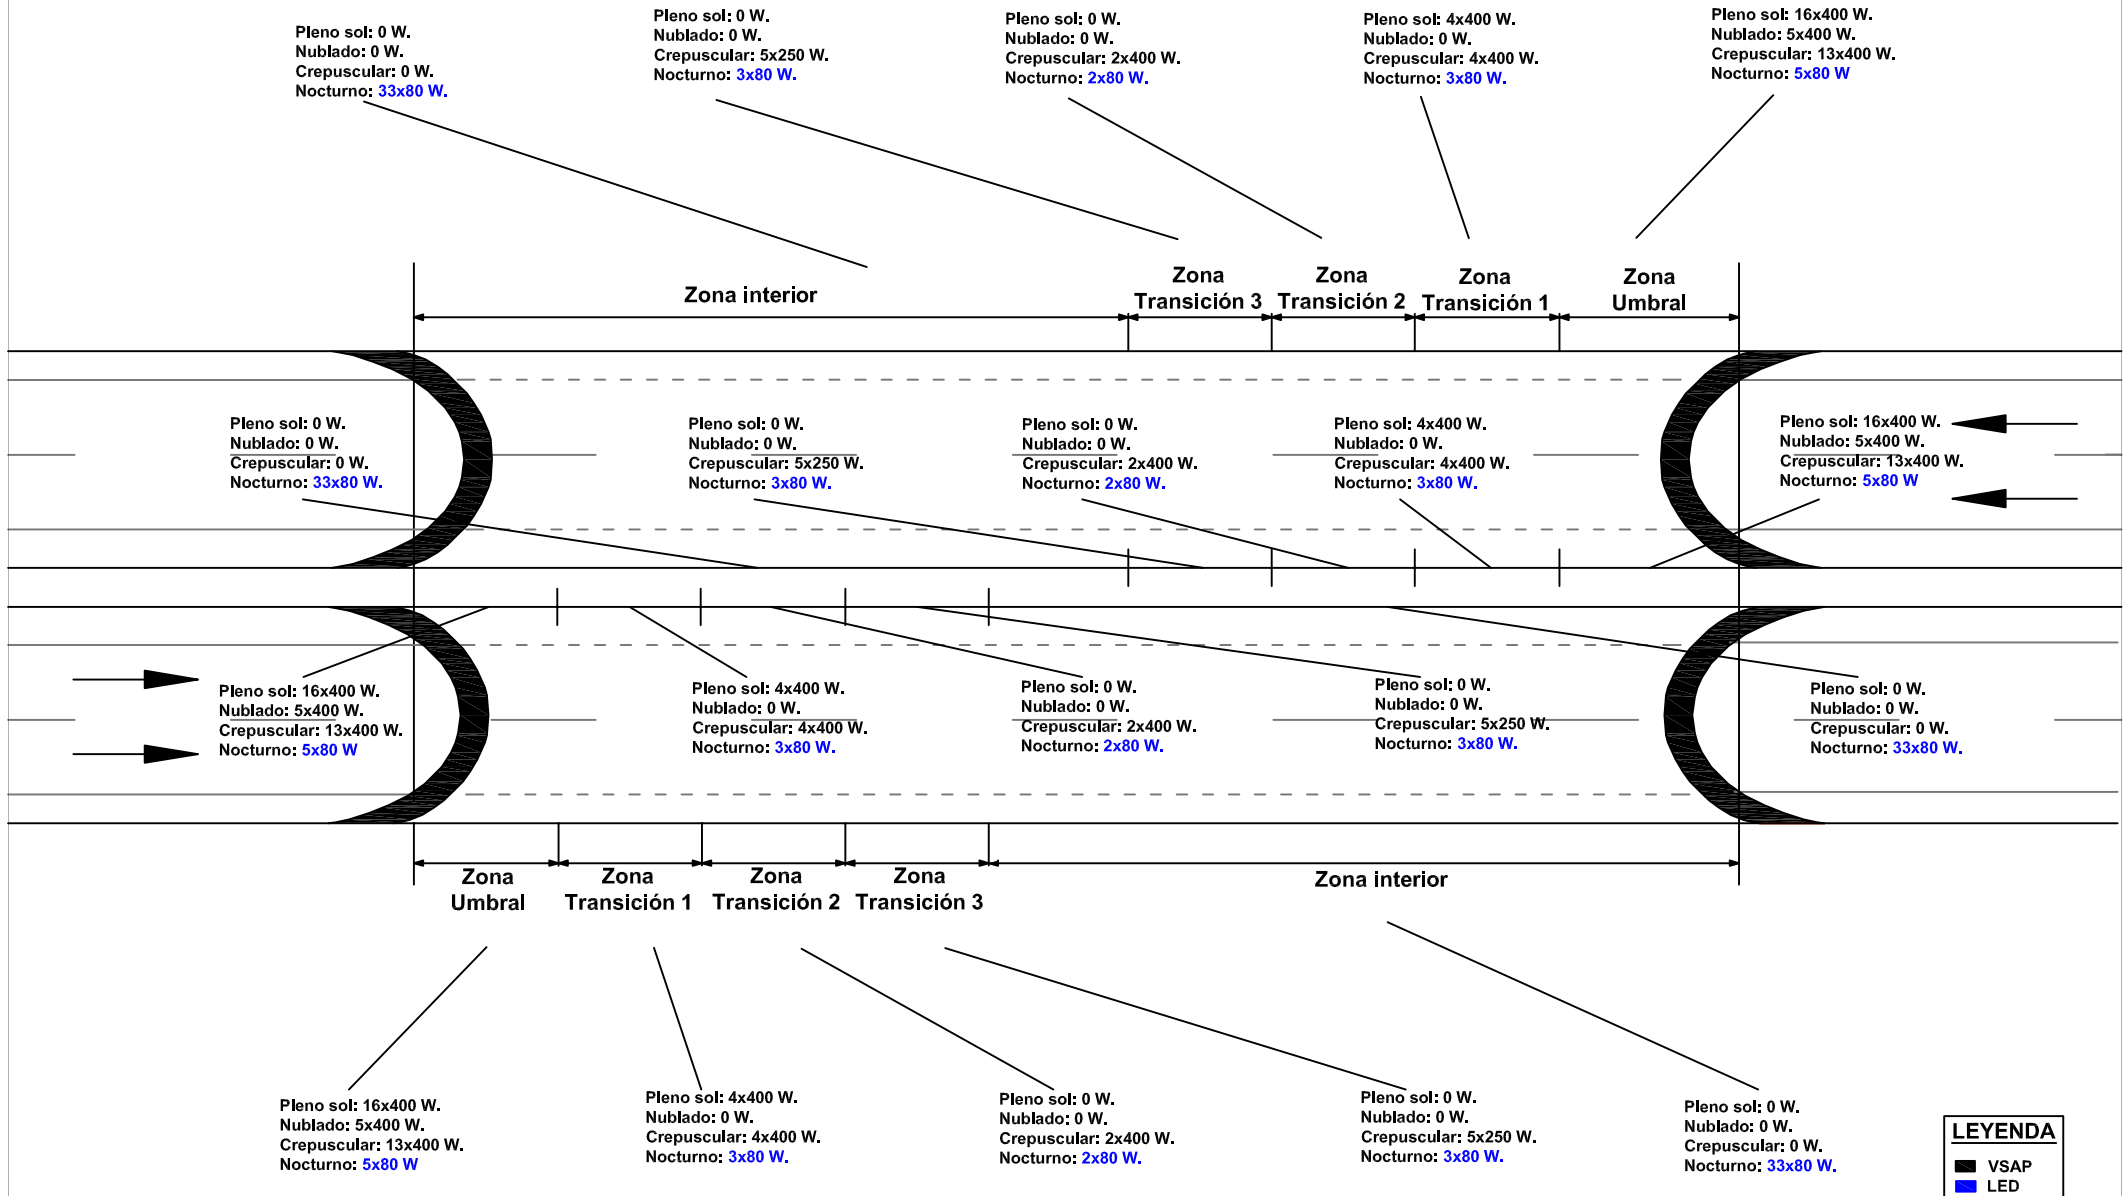 Pleno sol: 0 W.
Nublado: 0 W.
Crepuscular: 0 W.
Nocturno: 33x80 W.
Pleno sol: 0 W.
Nublado: 0 W.
Crepuscular: 5x250 W.
Nocturno: 3x80 W.
Pleno sol: 0 W.
Nublado: 0 W.
Crepuscular: 2x400 W.
Nocturno: 2x80 W.
Pleno sol: 4x400 W.
Nublado: 0 W.
Crepuscular: 4x400 W.
Nocturno: 3x80 W.
Pleno sol: 16x400 W.
Nublado: 5x400 W.
Crepuscular: 13x400 W.
Nocturno: 5x80 W
Zona interior
Zona
Transición 3
Zona
Transición 2
Zona
Transición 1
Zona
Umbral
Pleno sol: 0 W.
Nublado: 0 W.
Crepuscular: 0 W.
Nocturno: 33x80 W.
Pleno sol: 0 W.
Nublado: 0 W.
Crepuscular: 5x250 W.
Nocturno: 3x80 W.
Pleno sol: 0 W.
Nublado: 0 W.
Crepuscular: 2x400 W.
Nocturno: 2x80 W.
Pleno sol: 4x400 W.
Nublado: 0 W.
Crepuscular: 4x400 W.
Nocturno: 3x80 W.
Pleno sol: 16x400 W.
Nublado: 5x400 W.
Crepuscular: 13x400 W.
Nocturno: 5x80 W
Pleno sol: 16x400 W.
Nublado: 5x400 W.
Crepuscular: 13x400 W.
Nocturno: 5x80 W
Pleno sol: 4x400 W.
Nublado: 0 W.
Crepuscular: 4x400 W.
Nocturno: 3x80 W.
Pleno sol: 0 W.
Nublado: 0 W.
Crepuscular: 2x400 W.
Nocturno: 2x80 W.
Pleno sol: 0 W.
Nublado: 0 W.
Crepuscular: 5x250 W.
Nocturno: 3x80 W.
Pleno sol: 0 W.
Nublado: 0 W.
Crepuscular: 0 W.
Nocturno: 33x80 W.
Zona
Umbral
Zona
Transición 1
Zona
Transición 2
Zona
Transición 3
Zona interior
Pleno sol: 16x400 W.
Nublado: 5x400 W.
Crepuscular: 13x400 W.
Nocturno: 5x80 W
Pleno sol: 4x400 W.
Nublado: 0 W.
Crepuscular: 4x400 W.
Nocturno: 3x80 W.
Pleno sol: 0 W.
Nublado: 0 W.
Crepuscular: 2x400 W.
Nocturno: 2x80 W.
Pleno sol: 0 W.
Nublado: 0 W.
Crepuscular: 5x250 W.
Nocturno: 3x80 W.
Pleno sol: 0 W.
Nublado: 0 W.
Crepuscular: 0 W.
Nocturno: 33x80 W.
LEYENDA
VSAP
LED